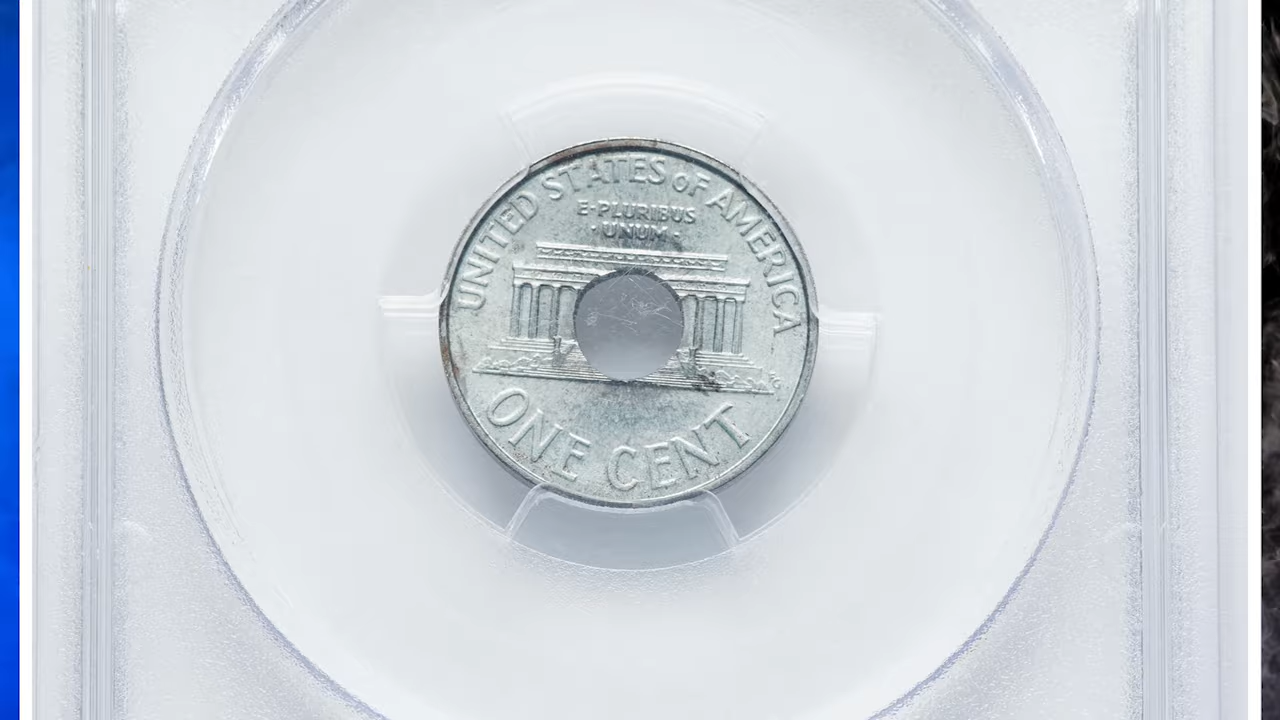 UNITED STATES OF AMERICA
E·PLURIBUS
·UNUM·
ONE CENT